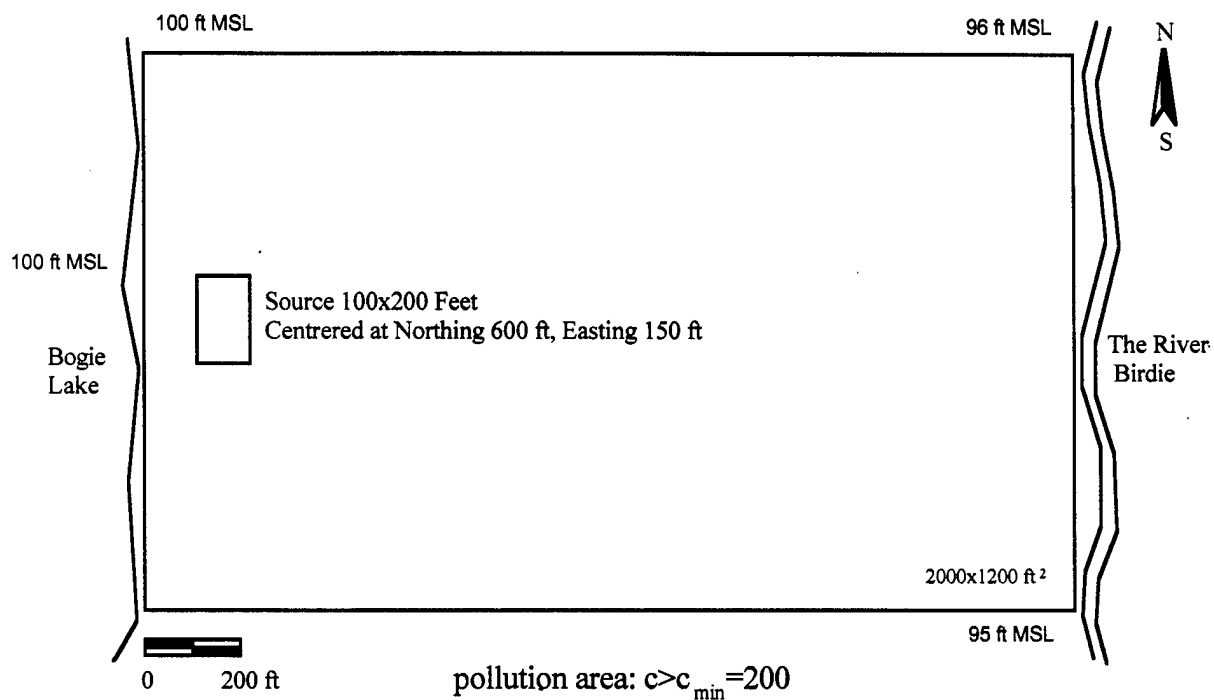 100 ft MSL
96 ft MSL
N
S
100 ft MSL
Source 100x200 Feet
Centrered at Northing 600 ft, Easting 150 ft
Bogie
Lake
The River
Birdie
2000x1200 ft²
95 ft MSL
0 200 ft
pollution area: c>c_min=200